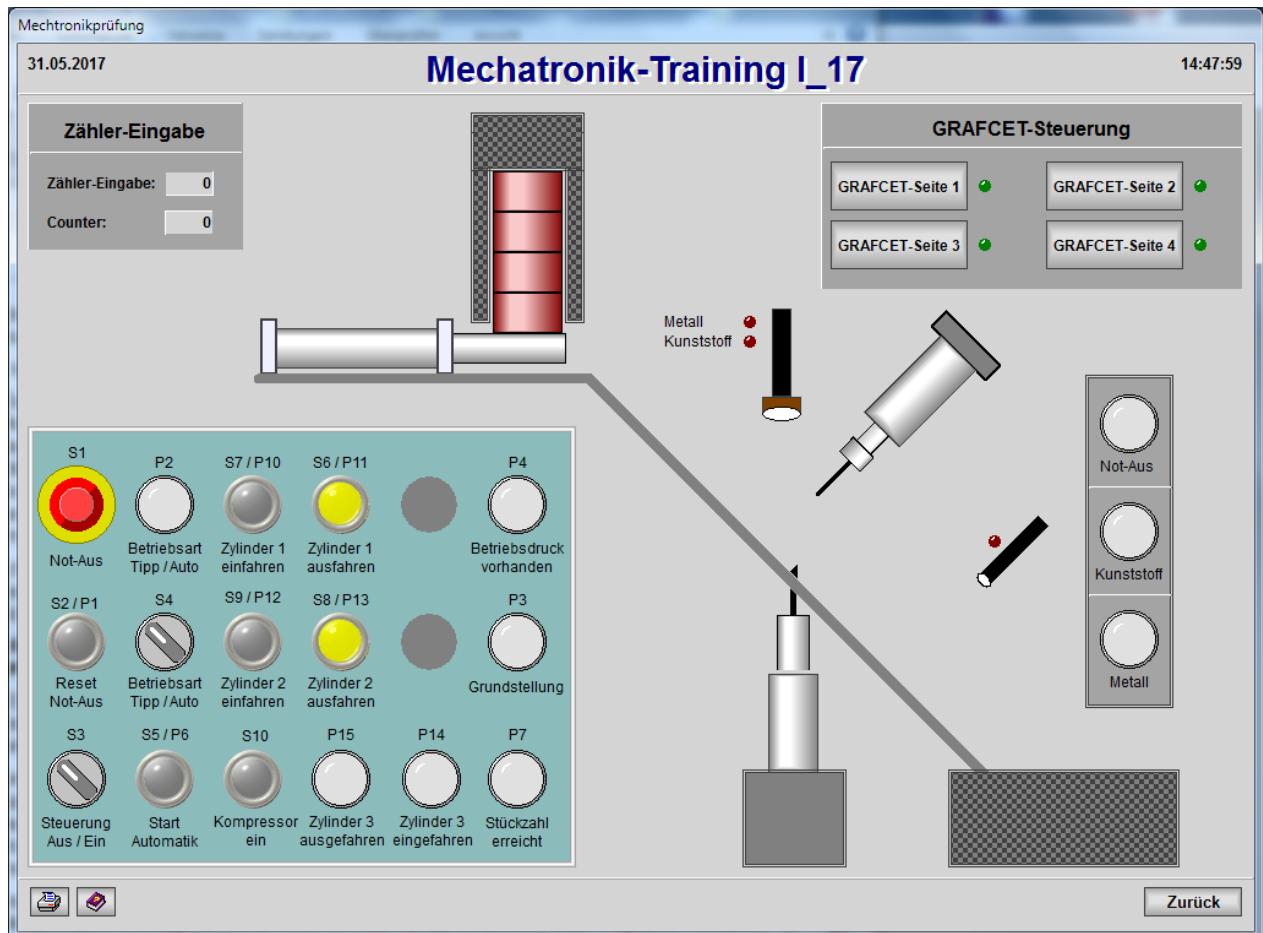 Mechtronikprüfung
31.05.2017
Mechatronik-Training I_17
14:47:59
Zähler-Eingabe
Zähler-Eingabe: 0
Counter: 0
GRAFCET-Steuerung
GRAFCET-Seite 1
GRAFCET-Seite 2
GRAFCET-Seite 3
GRAFCET-Seite 4
Metall
Kunststoff
Not-Aus
Kunststoff
Metall
S1
P2
S7 / P10
S6 / P11
P4
Not-Aus
Betriebsart
Tipp / Auto
Zylinder 1
einfahren
Zylinder 1
ausfahren
Betriebsdruck
vorhanden
S2 / P1
S4
S9 / P12
S8 / P13
P3
Reset
Not-Aus
Betriebsart
Tipp / Auto
Zylinder 2
einfahren
Zylinder 2
ausfahren
Grundstellung
S3
S5 / P6
S10
P15
P14
P7
Steuerung
Aus / Ein
Start
Automatik
Kompressor
ein
Zylinder 3
ausgefahren
Zylinder 3
eingefahren
Stückzahl
erreicht
Zurück